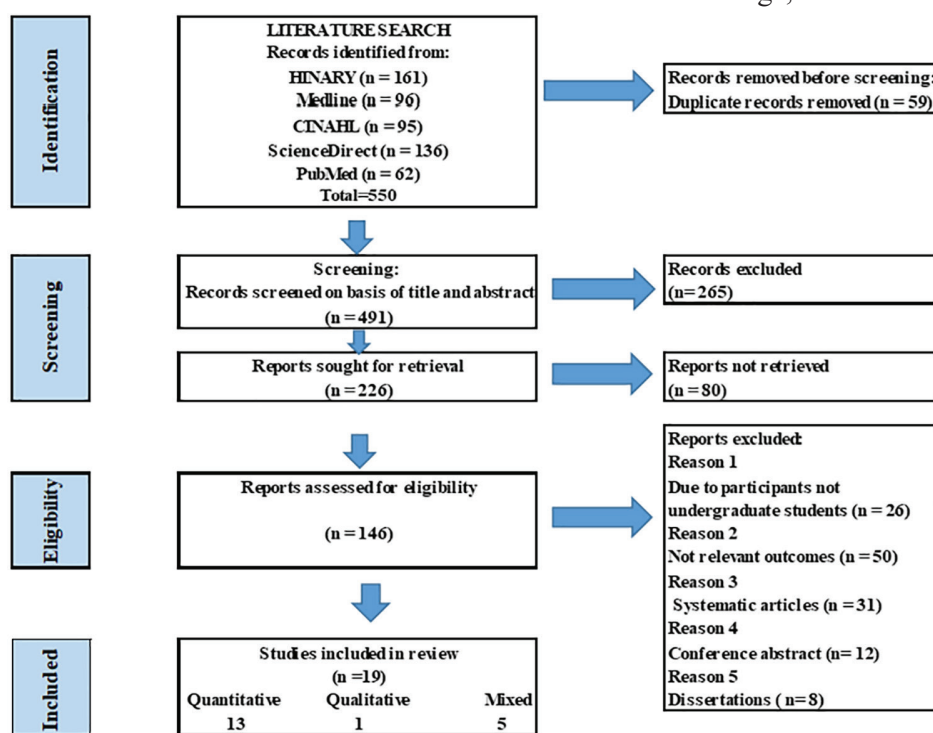 Identification
LITERATURE SEARCH
Records identified from:
HINARY (n = 161)
Medline (n = 96)
CINAHL (n = 95)
ScienceDirect (n = 136)
PubMed (n = 62)
Total=550
Records removed before screening:
Duplicate records removed (n = 59)
Screening
Screening:
Records screened on basis of title and abstract
(n = 491)
Records excluded
(n=265)
Reports sought for retrieval
(n = 226)
Reports not retrieved
(n = 80)
Eligibility
Reports assessed for eligibility
(n = 146)
Reports excluded:
Reason 1
Due to participants not
undergraduate students (n = 26)
Reason 2
Not relevant outcomes (n = 50)
Reason 3
Systematic articles (n = 31)
Reason 4
Conference abstract (n= 12)
Reason 5
Dissertations ( n=8)
Included
Studies included in review
(n =19)
Quantitative Qualitative Mixed
13 1 5